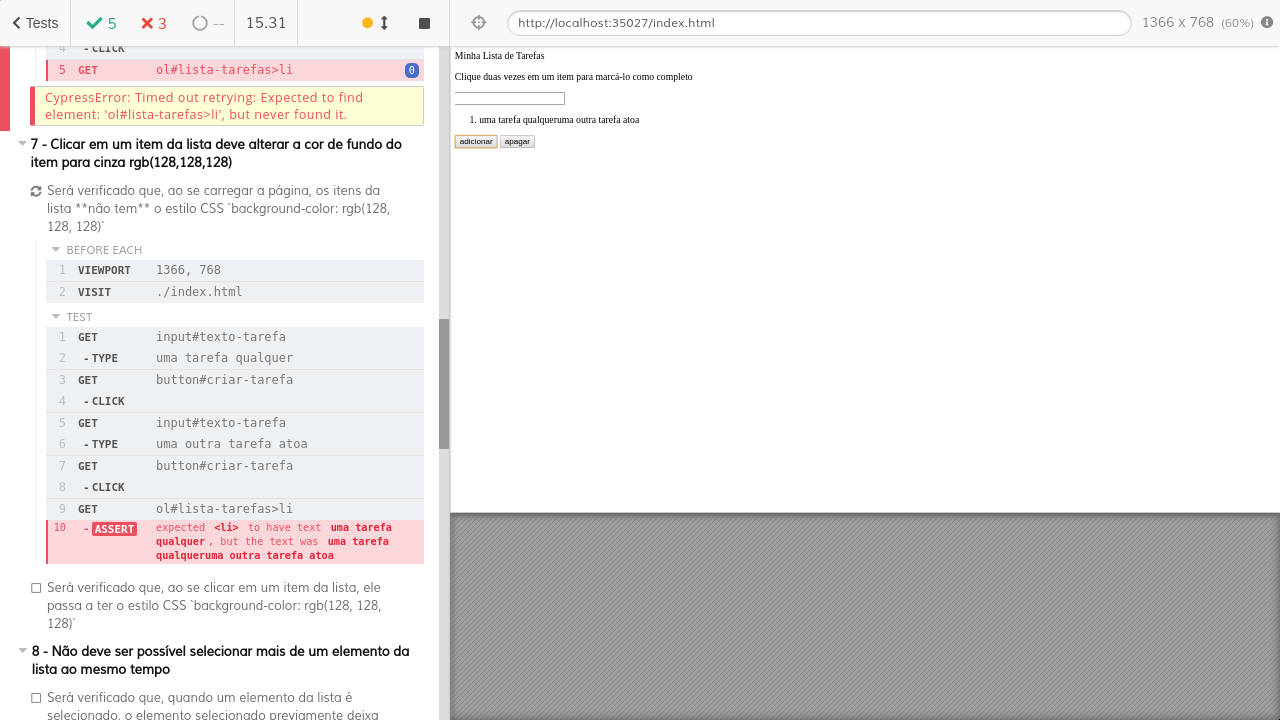 Tests
5
3
--
15.31
http://localhost:35027/index.html
1366 x 768 (60%)
4 - CLICK
5 GET ol#lista-tarefas>li 0
CypressError: Timed out retrying: Expected to find
element: 'ol#lista-tarefas>li', but never found it.
7 - Clicar em um item da lista deve alterar a cor de fundo do
item para cinza rgb(128,128,128)
Será verificado que, ao se carregar a página, os itens da
lista **não tem** o estilo CSS `background-color: rgb(128,
128, 128)`
BEFORE EACH
1 VIEWPORT 1366, 768
2 VISIT ./index.html
TEST
1 GET input#texto-tarefa
2 - TYPE uma tarefa qualquer
3 GET button#criar-tarefa
4 - CLICK
5 GET input#texto-tarefa
6 - TYPE uma outra tarefa atoa
7 GET button#criar-tarefa
8 - CLICK
9 GET ol#lista-tarefas>li
10 - ASSERT expected <li> to have text uma tarefa
qualquer, but the text was uma tarefa
qualqueruma outra tarefa atoa
Será verificado que, ao se clicar em um item da lista, ele
passa a ter o estilo CSS `background-color: rgb(128, 128,
128)`
8 - Não deve ser possível selecionar mais de um elemento da
lista ao mesmo tempo
Será verificado que, quando um elemento da lista é
selecionado, o elemento selecionado previamente deixa
Minha Lista de Tarefas
Clique duas vezes em um item para marcá-lo como completo
1. uma tarefa qualqueruma outra tarefa atoa
adicionar apagar